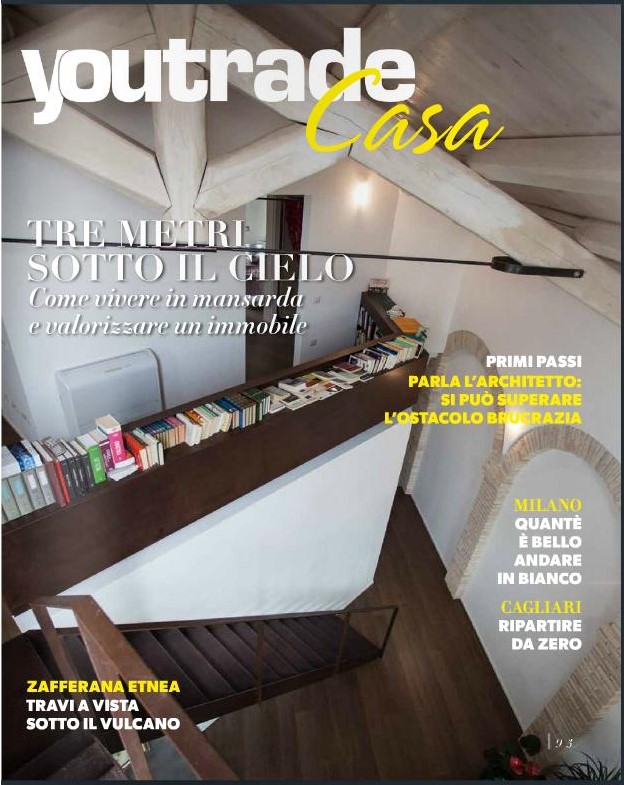 youtrade
Casa
TRE METRI
SOTTO IL CIELO
Come vivere in mansarda
e valorizzare un immobile
PRIMI PASSI
PARLA L'ARCHITETTO:
SI PUÒ SUPERARE
L'OSTACOLO BRUCRAZIA
MILANO
QUANTÈ
È BELLO
ANDARE
IN BIANCO
CAGLIARI
RIPARTIRE
DA ZERO
ZAFFERANA ETNEA
TRAVI A VISTA
SOTTO IL VULCANO
| 93